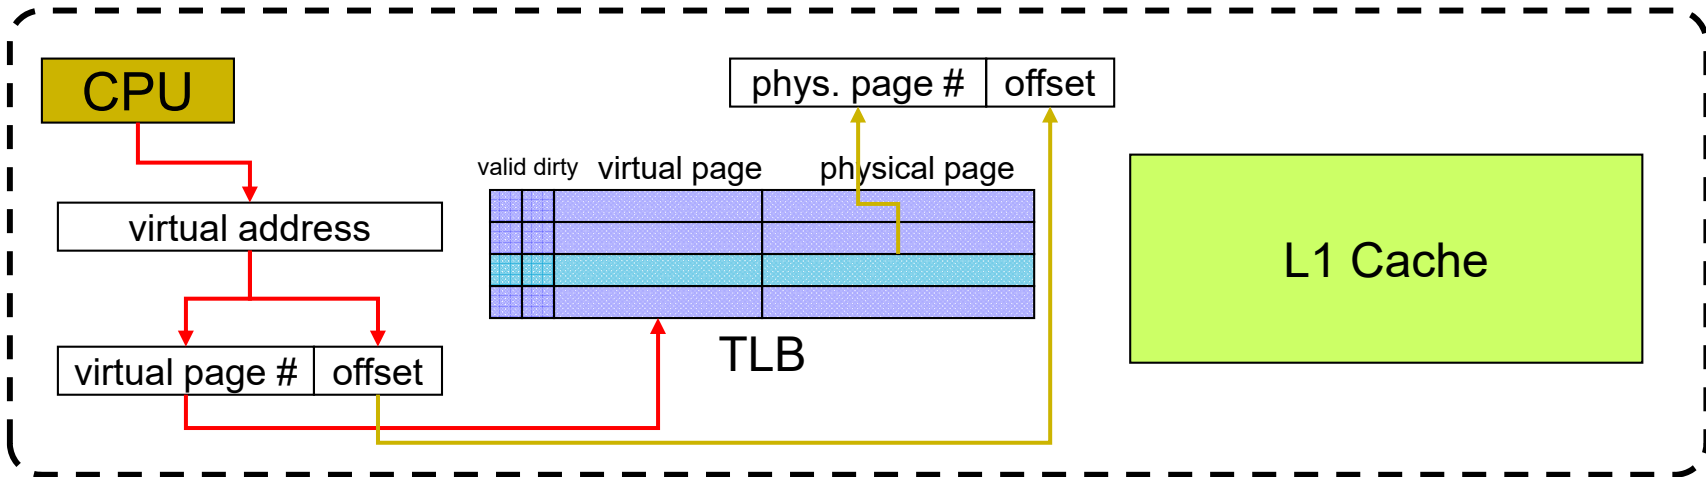 CPU
phys. page # offset
valid dirty virtual page physical page
virtual address
L1 Cache
virtual page # offset
TLB